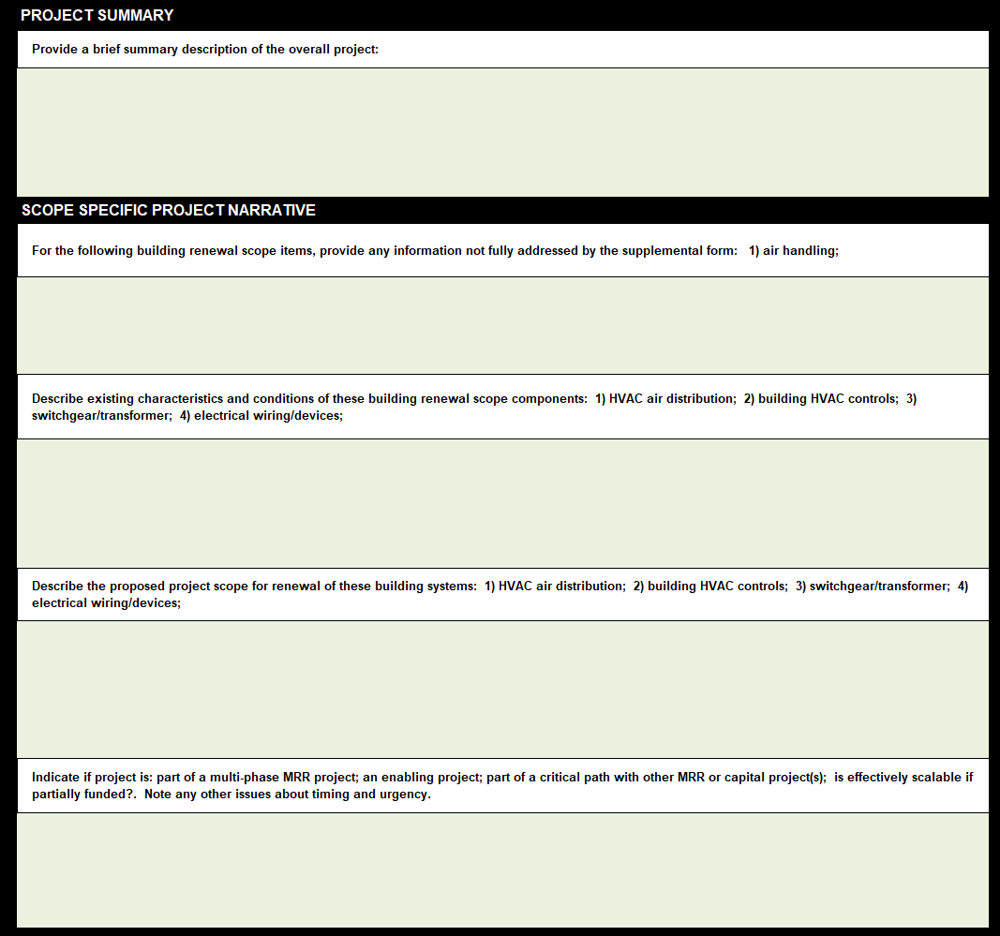 PROJECT SUMMARY
Provide a brief summary description of the overall project:
SCOPE SPECIFIC PROJECT NARRATIVE
For the following building renewal scope items, provide any information not fully addressed by the supplemental form:   1) air handling;
Describe existing characteristics and conditions of these building renewal scope components:  1) HVAC air distribution;  2) building HVAC controls;  3)
switchgear/transformer;  4) electrical wiring/devices;
Describe the proposed project scope for renewal of these building systems:  1) HVAC air distribution;  2) building HVAC controls;  3) switchgear/transformer;  4)
electrical wiring/devices;
Indicate if project is: part of a multi-phase MRR project; an enabling project; part of a critical path with other MRR or capital project(s);  is effectively scalable if
partially funded?.  Note any other issues about timing and urgency.